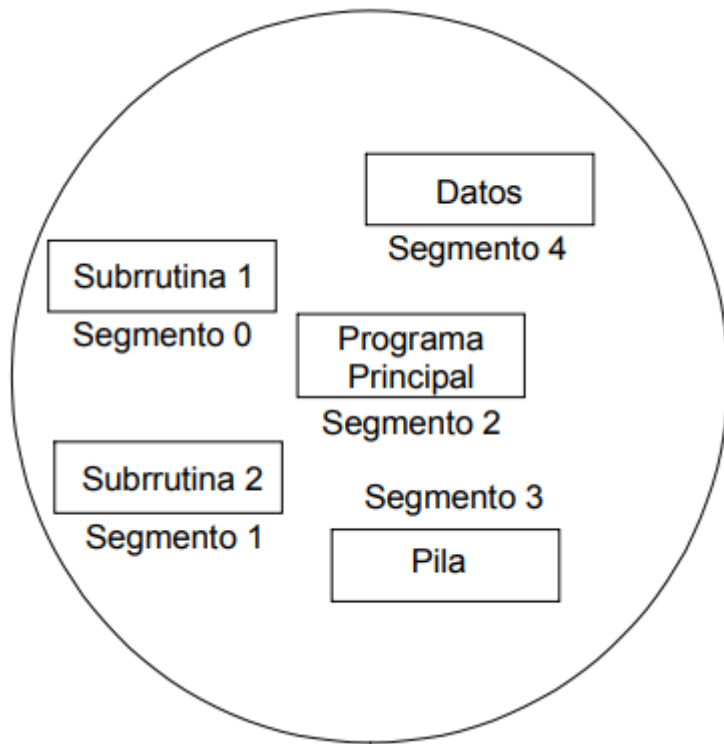 Datos
Segmento 4
Subrrutina 1
Segmento 0
Programa
Principal
Segmento 2
Subrrutina 2
Segmento 1
Segmento 3
Pila